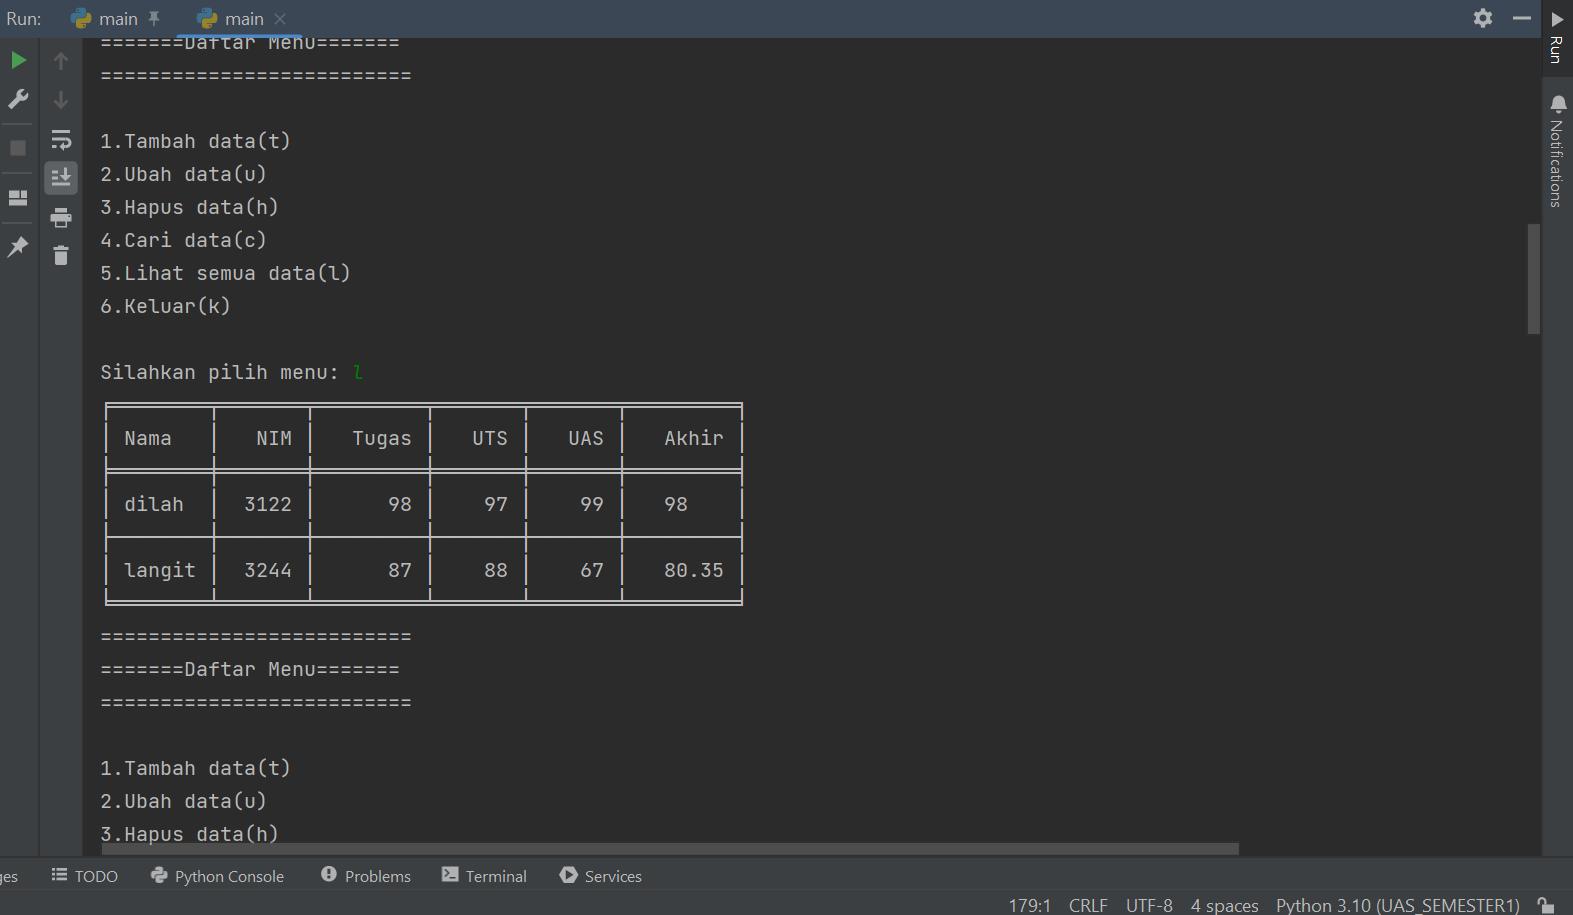 Run: main main
=======Daftar Menu=======
==========================
1.Tambah data(t)
2.Ubah data(u)
3.Hapus data(h)
4.Cari data(c)
5.Lihat semua data(l)
6.Keluar(k)
Silahkan pilih menu: l
Nama NIM Tugas UTS UAS Akhir
dilah 3122 98 97 99 98
langit 3244 87 88 67 80.35
==========================
=======Daftar Menu=======
==========================
1.Tambah data(t)
2.Ubah data(u)
3.Hapus data(h)
Run
Notifications
ges TODO Python Console Problems Terminal Services
179:1 CRLF UTF-8 4 spaces Python 3.10 (UAS_SEMESTER1)